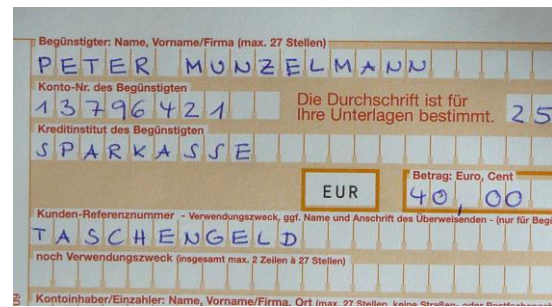 Begünstigter: Name, Vorname/Firma (max. 27 Stellen)
PETER MUNZELMANN
Konto-Nr. des Begünstigten
13796421
Die Durchschrift ist für
Ihre Unterlagen bestimmt.
25
Kreditinstitut des Begünstigten
SPARKASSE
Betrag: Euro, Cent
EUR
40,00
Kunden-Referenznummer - Verwendungszweck, ggf. Name und Anschrift des Überweisenden - (nur für Begü
TASCHENGELD
noch Verwendungszweck (insgesamt max. 2 Zeilen à 27 Stellen)
Kontoinhaber/Einzahler: Name, Vorname/Firma, Ort (max. 27 Stellen, keine Straßen- oder Postfachangab